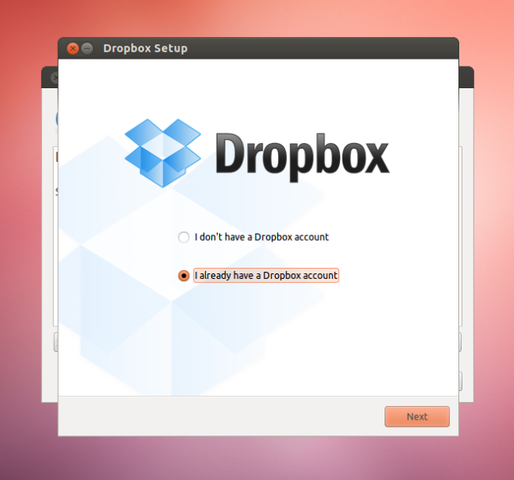 Dropbox Setup
Dropbox
I don't have a Dropbox account
I already have a Dropbox account
Next